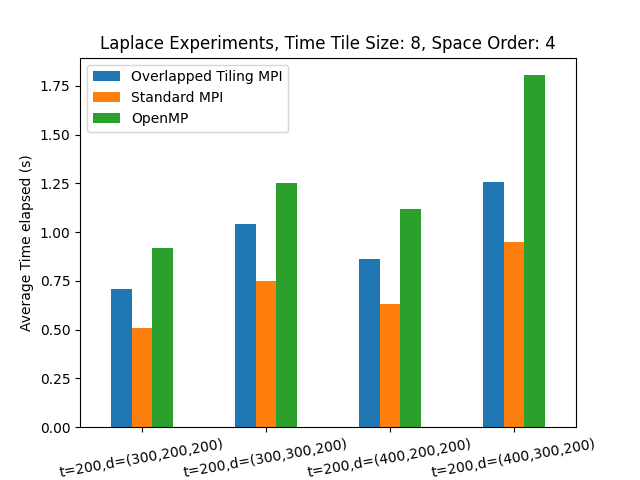 Laplace Experiments, Time Tile Size: 8, Space Order: 4
Overlapped Tiling MPI
Standard MPI
OpenMP
Average Time elapsed (s)
1.75
1.50
1.25
1.00
0.75
0.50
0.25
0.00
t=200,d=(300,200,200)
t=200,d=(300,300,200)
t=200,d=(400,200,200)
t=200,d=(400,300,200)